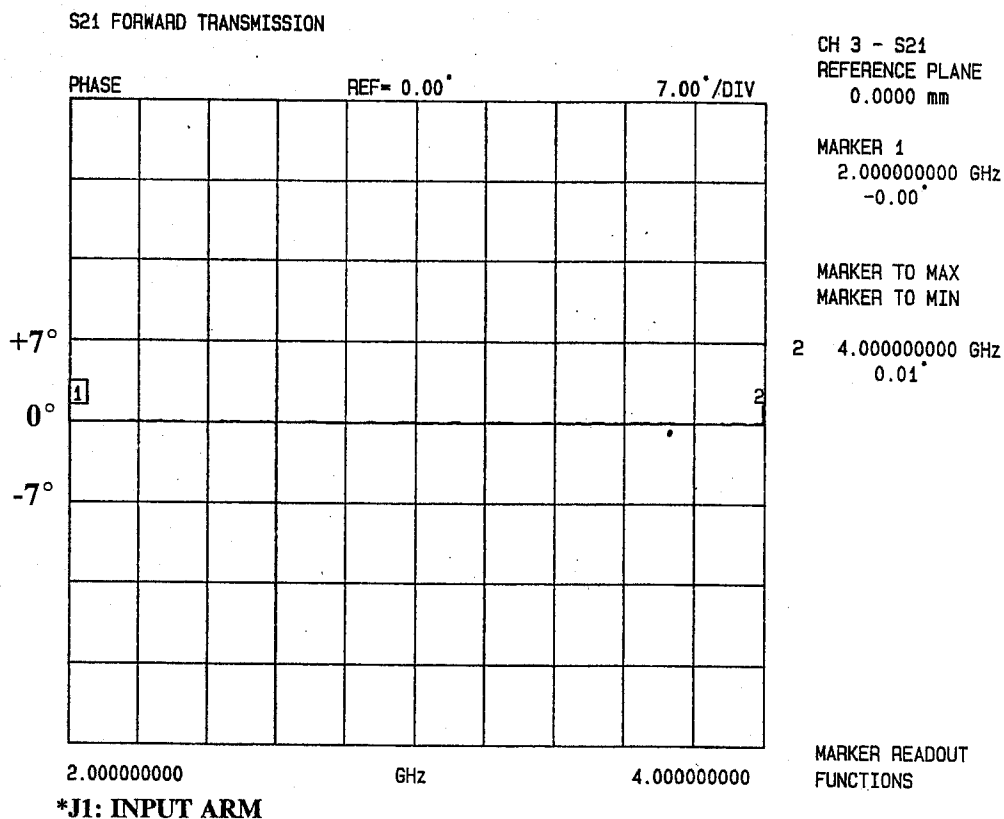 S21 FORWARD TRANSMISSION
PHASE REF= 0.00° 7.00°/DIV
CH 3 - S21
REFERENCE PLANE
0.0000 mm
MARKER 1
2.000000000 GHz
-0.00°
MARKER TO MAX
MARKER TO MIN
2 4.000000000 GHz
0.01°
+7°
1
2
0°
-7°
2.000000000 GHz 4.000000000
MARKER READOUT
FUNCTIONS
*J1: INPUT ARM